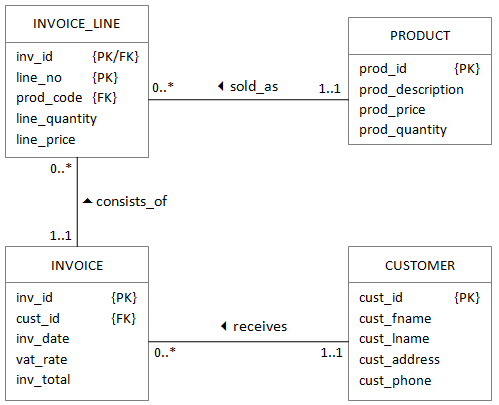 INVOICE_LINE
inv_id {PK/FK}
line_no {PK}
prod_code {FK}
line_quantity
line_price
PRODUCT
prod_id {PK}
prod_description
prod_price
prod_quantity
0..* ◀ sold_as 1..1
0..*
▲ consists_of
1..1
INVOICE
inv_id {PK}
cust_id {FK}
inv_date
vat_rate
inv_total
CUSTOMER
cust_id {PK}
cust_fname
cust_lname
cust_address
cust_phone
◀ receives
0..* 1..1